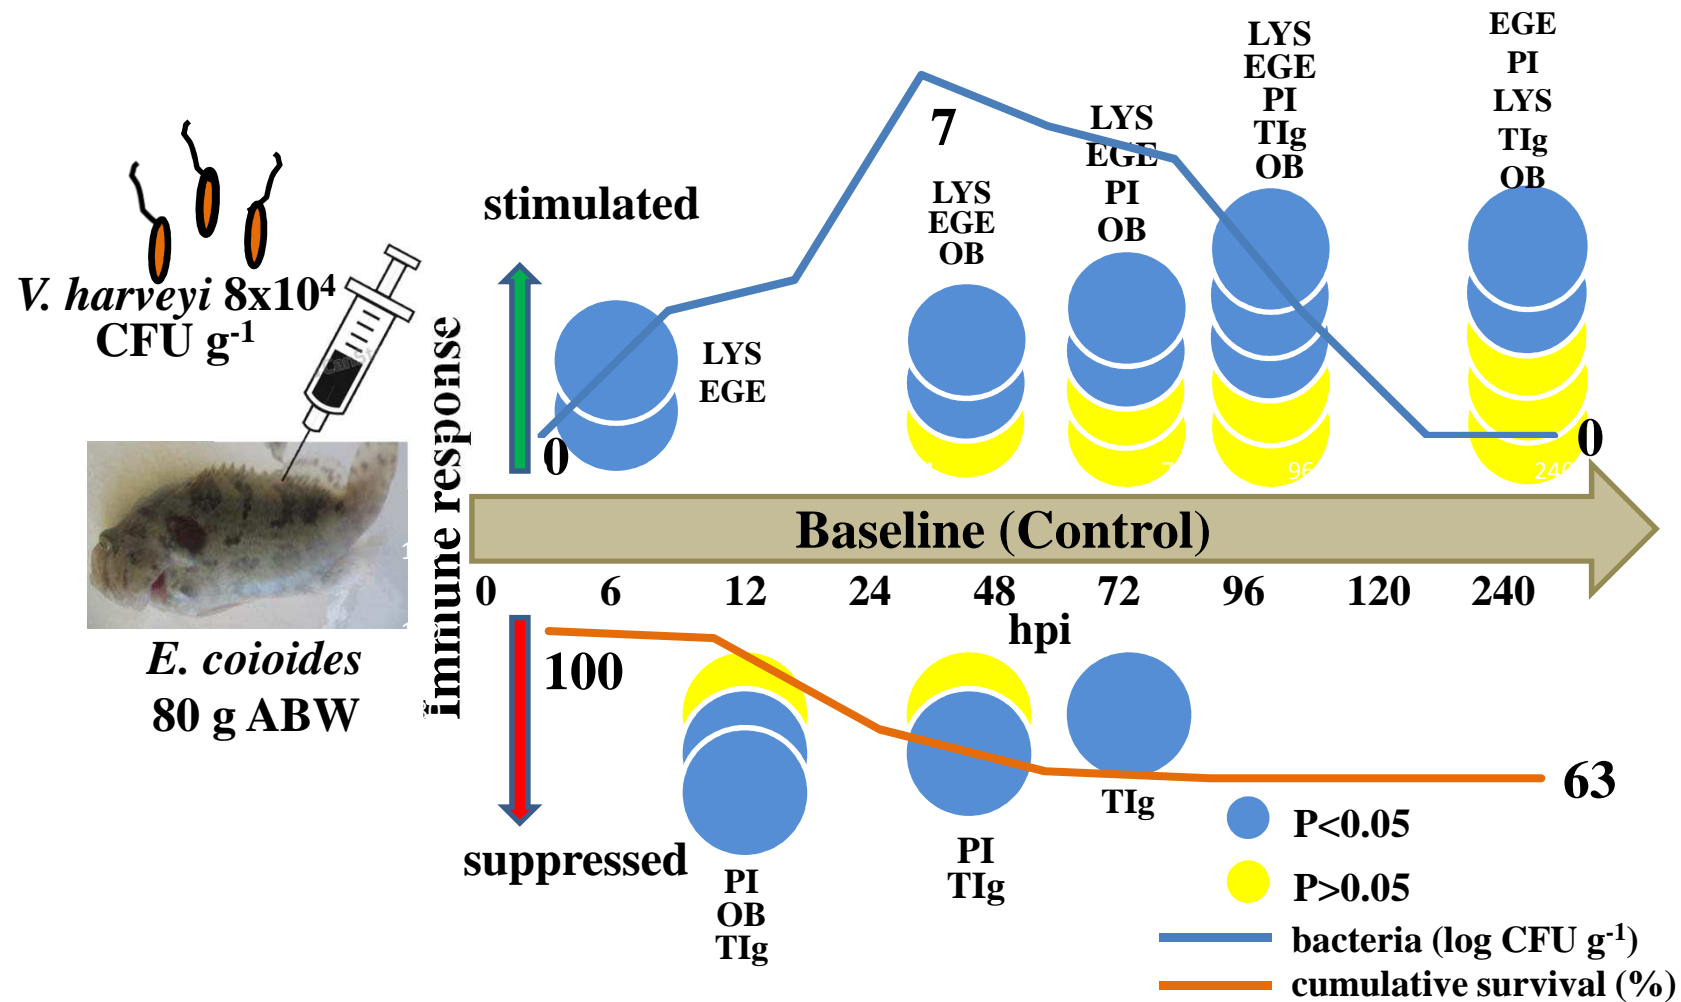 V. harveyi 8x10⁴
CFU g⁻¹
E. coioides
80 g ABW
immune response
stimulated
suppressed
0
7
0
LYS
EGE
LYS
EGE
OB
LYS
EGE
PI
OB
LYS
EGE
PI
TIg
OB
EGE
PI
LYS
TIg
OB
96
240
Baseline (Control)
0 6 12 24 48 72 96 120 240
hpi
100
63
PI
OB
TIg
PI
TIg
TIg
P<0.05
P>0.05
bacteria (log CFU g⁻¹)
cumulative survival (%)